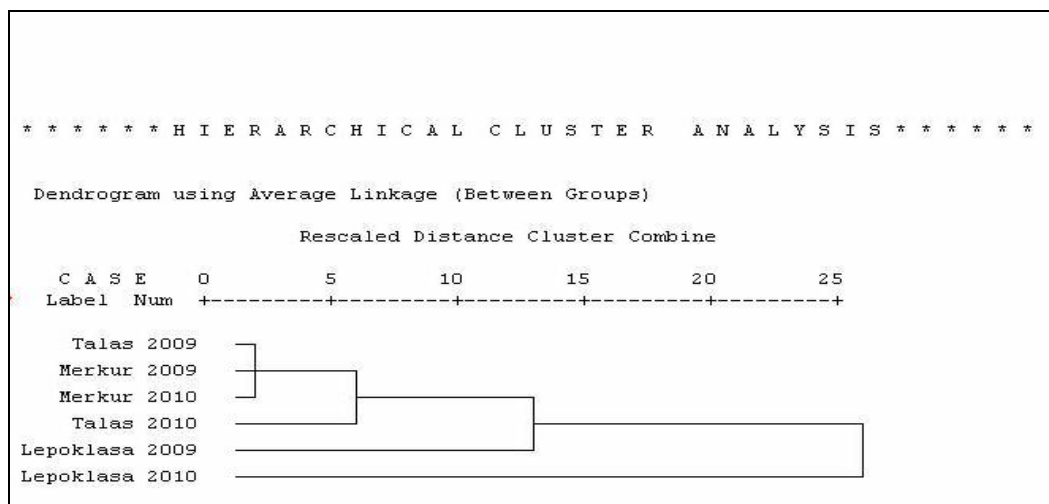 * * * * * * H I E R A R C H I C A L C L U S T E R A N A L Y S I S * * * * * *
Dendrogram using Average Linkage (Between Groups)
Rescaled Distance Cluster Combine
C A S E 0 5 10 15 20 25
Label Num +---------+---------+---------+---------+---------+
Talas 2009
Merkur 2009
Merkur 2010
Talas 2010
Lepoklasa 2009
Lepoklasa 2010